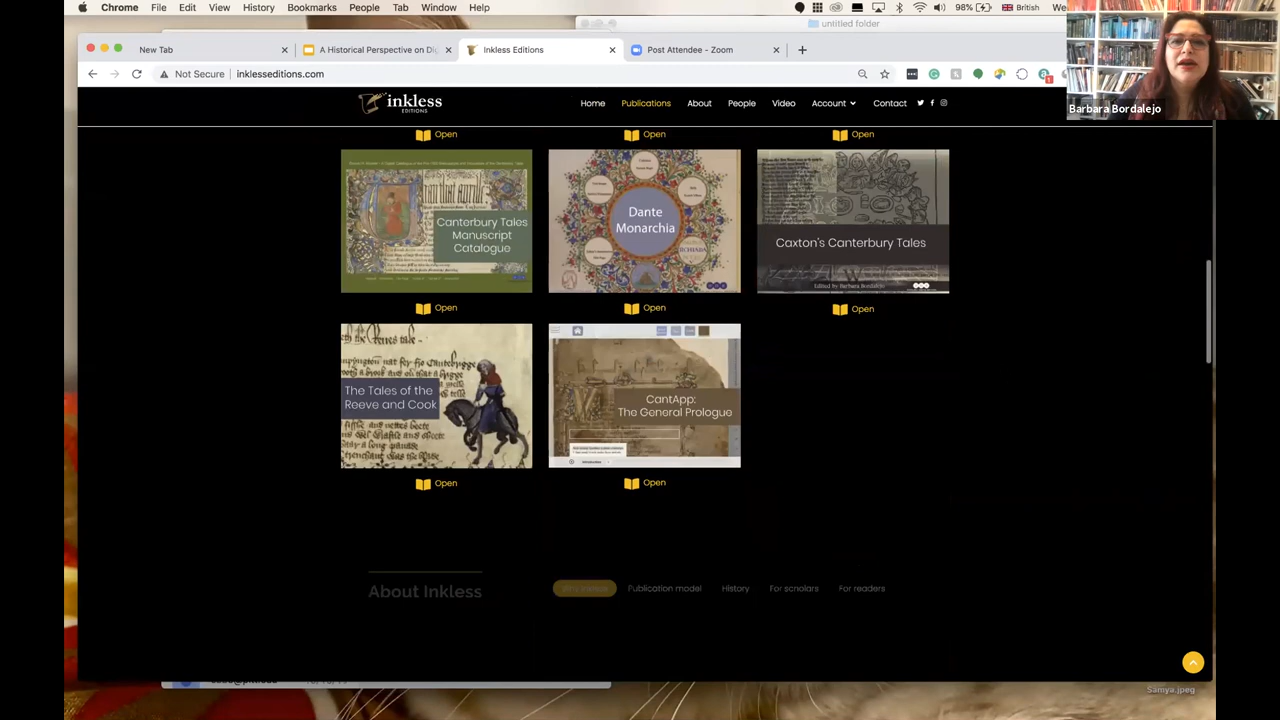 Chrome File Edit View History Bookmarks People Tab Window Help
98% British We
untitled folder
New Tab
A Historical Perspective on Dig
Inkless Editions
Post Attendee - Zoom
Not Secure inklesseditions.com
Barbara Bordalejo
inkless
EDITIONS
Home Publications About People Video Account Contact
Open Open Open
Canterbury Tales
Manuscript
Catalogue
Dante
Monarchia
Caxton's Canterbury Tales
Edited by Barbara Bordalejo
Open Open Open
The Tales of the
Reeve and Cook
CantApp:
The General Prologue
Open Open
About Inkless
Publication model History For scholars For readers
Samya.jpeg